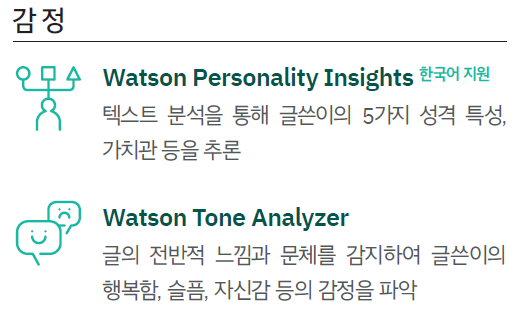 감정
Watson Personality Insights 한국어 지원
텍스트 분석을 통해 글쓴이의 5가지 성격 특성,
가치관 등을 추론
Watson Tone Analyzer
글의 전반적 느낌과 문체를 감지하여 글쓴이의
행복함, 슬픔, 자신감 등의 감정을 파악